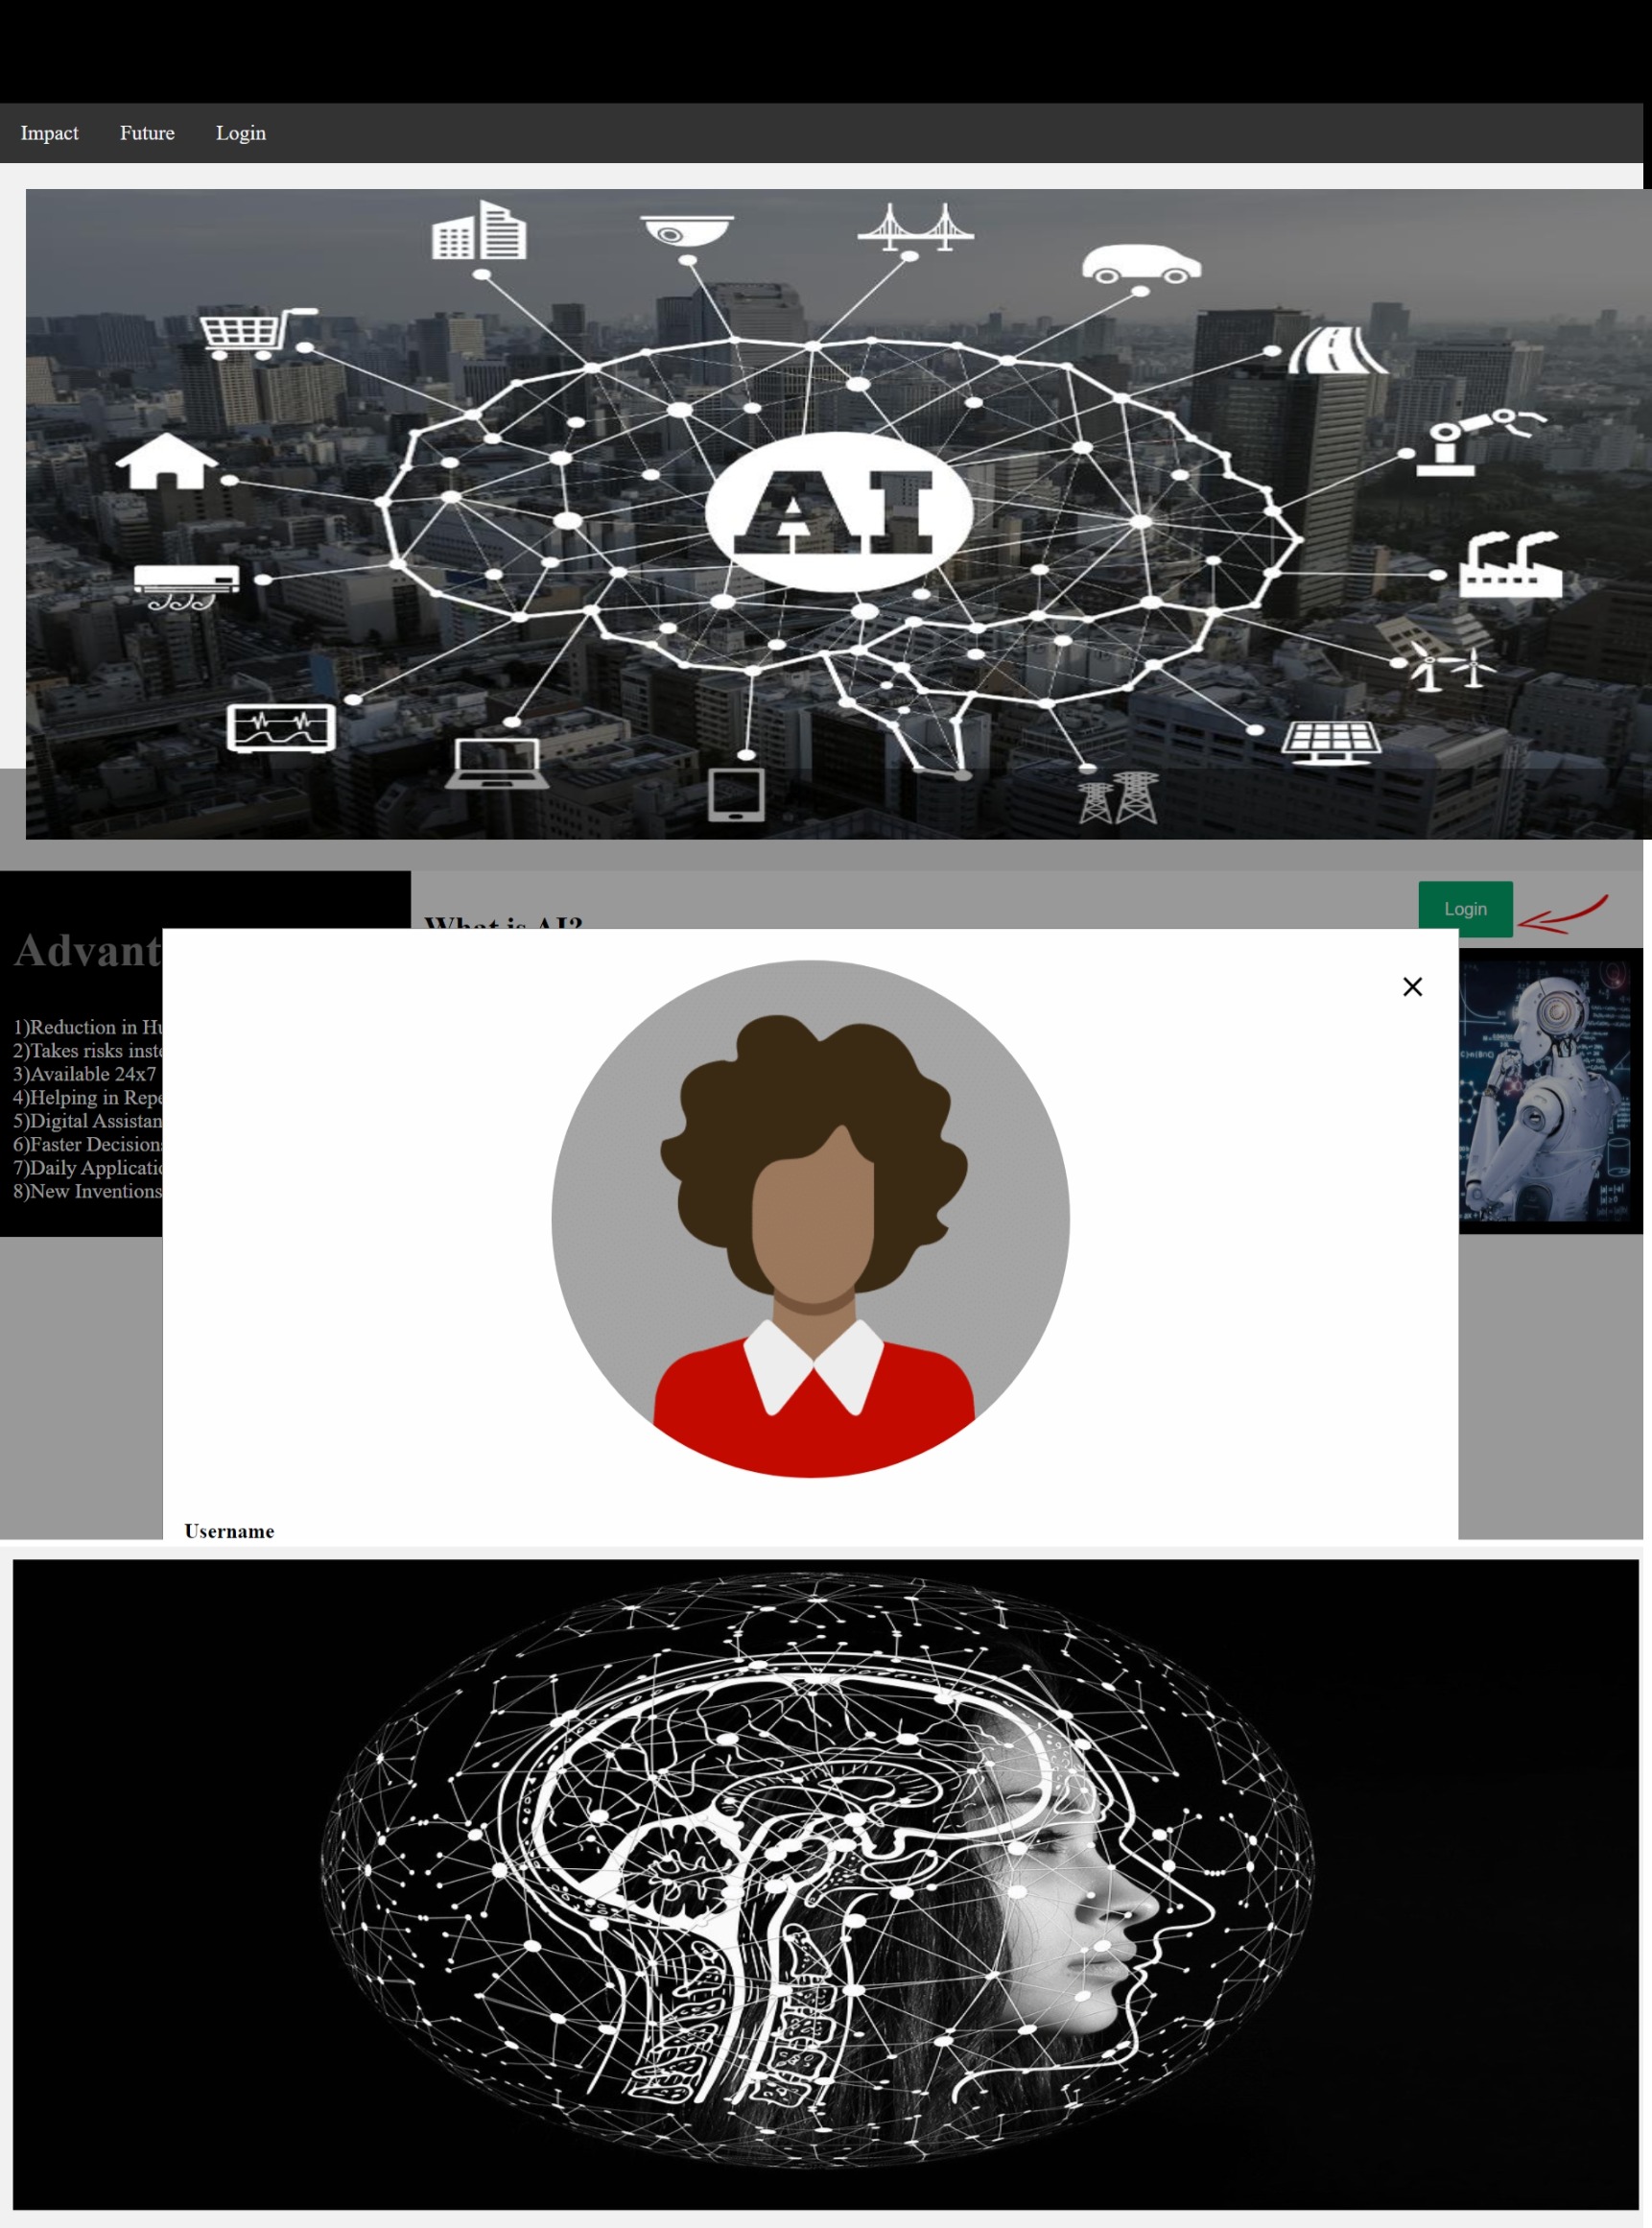 Impact Future Login
AI
What is AI?
Login
Advant
1)Reduction in Hu
2)Takes risks inste
3)Available 24x7
4)Helping in Repe
5)Digital Assistan
6)Faster Decision
7)Daily Applicatio
8)New Inventions
Username